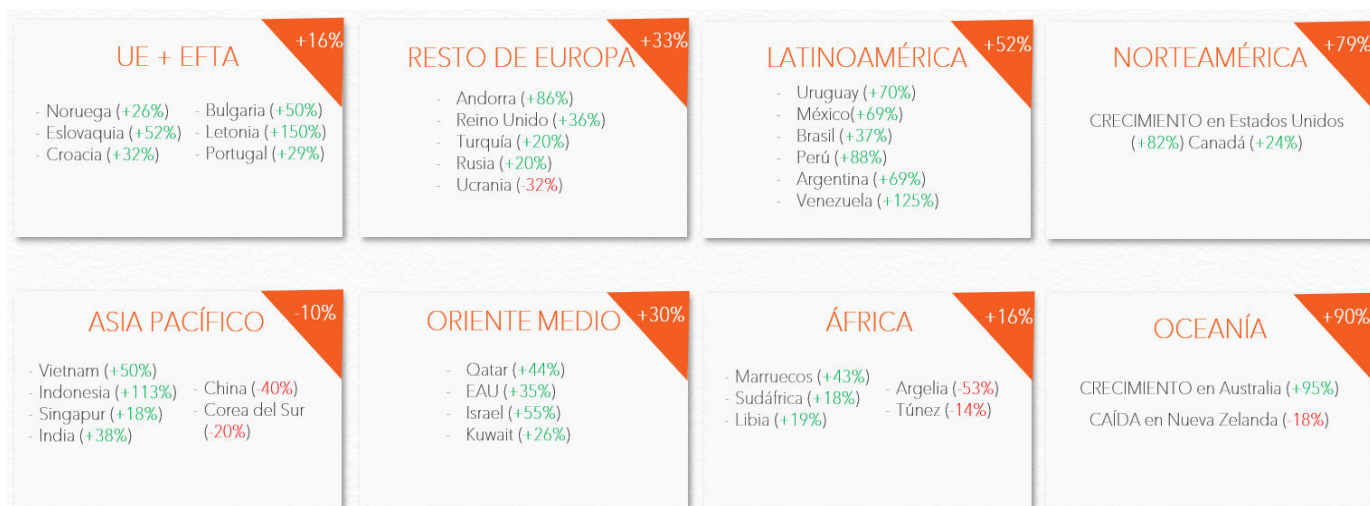 UE + EFTA
+16%
- Noruega (+26%)
- Eslovaquia (+52%)
- Croacia (+32%)
- Bulgaria (+50%)
- Letonia (+150%)
- Portugal (+29%)
RESTO DE EUROPA
+33%
- Andorra (+86%)
- Reino Unido (+36%)
- Turquía (+20%)
- Rusia (+20%)
- Ucrania (-32%)
LATINOAMÉRICA
+52%
- Uruguay (+70%)
- México(+69%)
- Brasil (+37%)
- Perú (+88%)
- Argentina (+69%)
- Venezuela (+125%)
NORTEAMÉRICA
+79%
CRECIMIENTO en Estados Unidos
(+82%) Canadá (+24%)
ASIA PACÍFICO
-10%
- Vietnam (+50%)
- Indonesia (+113%)
- Singapur (+18%)
- India (+38%)
- China (-40%)
- Corea del Sur
(-20%)
ORIENTE MEDIO
+30%
- Qatar (+44%)
- EAU (+35%)
- Israel (+55%)
- Kuwait (+26%)
ÁFRICA
+16%
- Marruecos (+43%)
- Sudáfrica (+18%)
- Libia (+19%)
- Argelia (-53%)
- Túnez (-14%)
OCEANÍA
+90%
CRECIMIENTO en Australia (+95%)
CAÍDA en Nueva Zelanda (-18%)